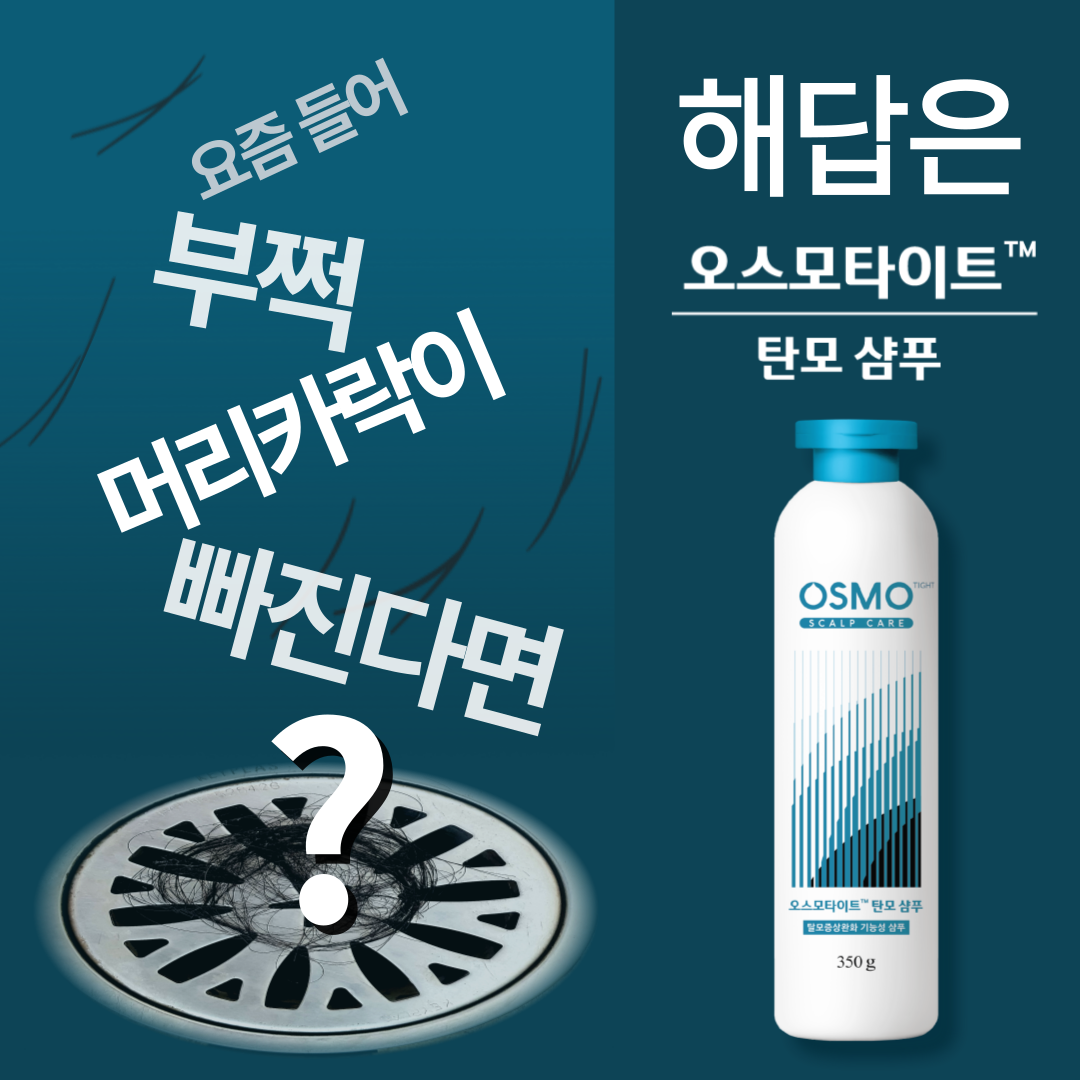 요즘 들어
부쩍
머리카락이
빠진다면
?
해답은
오스모타이트™
탄모 샴푸
OSMO TIGHT
SCALP CARE
오스모타이트™ 탄모 샴푸
탈모증상완화 기능성 샴푸
350 g